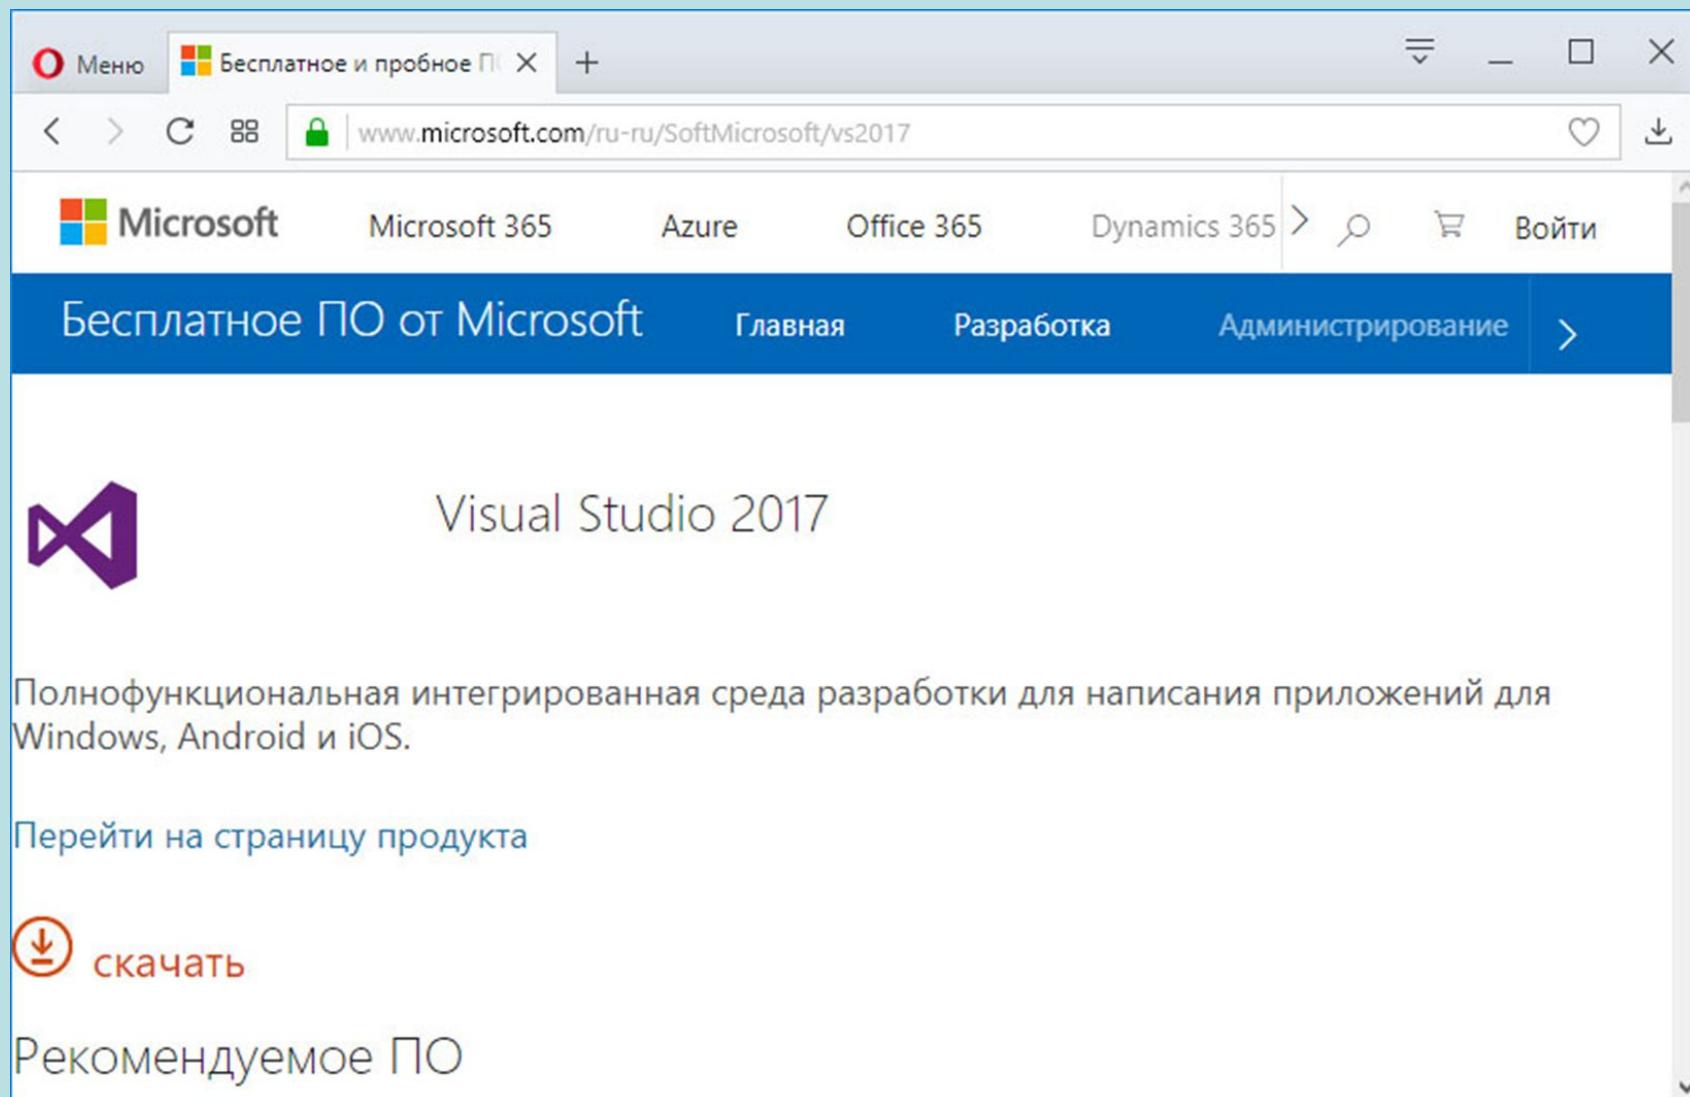 Меню
Бесплатное и пробное П
www.microsoft.com/ru-ru/SoftMicrosoft/vs2017
Microsoft Microsoft 365 Azure Office 365 Dynamics 365 Войти
Бесплатное ПО от Microsoft Главная Разработка Администрирование
Visual Studio 2017
Полнофункциональная интегрированная среда разработки для написания приложений для
Windows, Android и iOS.
Перейти на страницу продукта
скачать
Рекомендуемое ПО